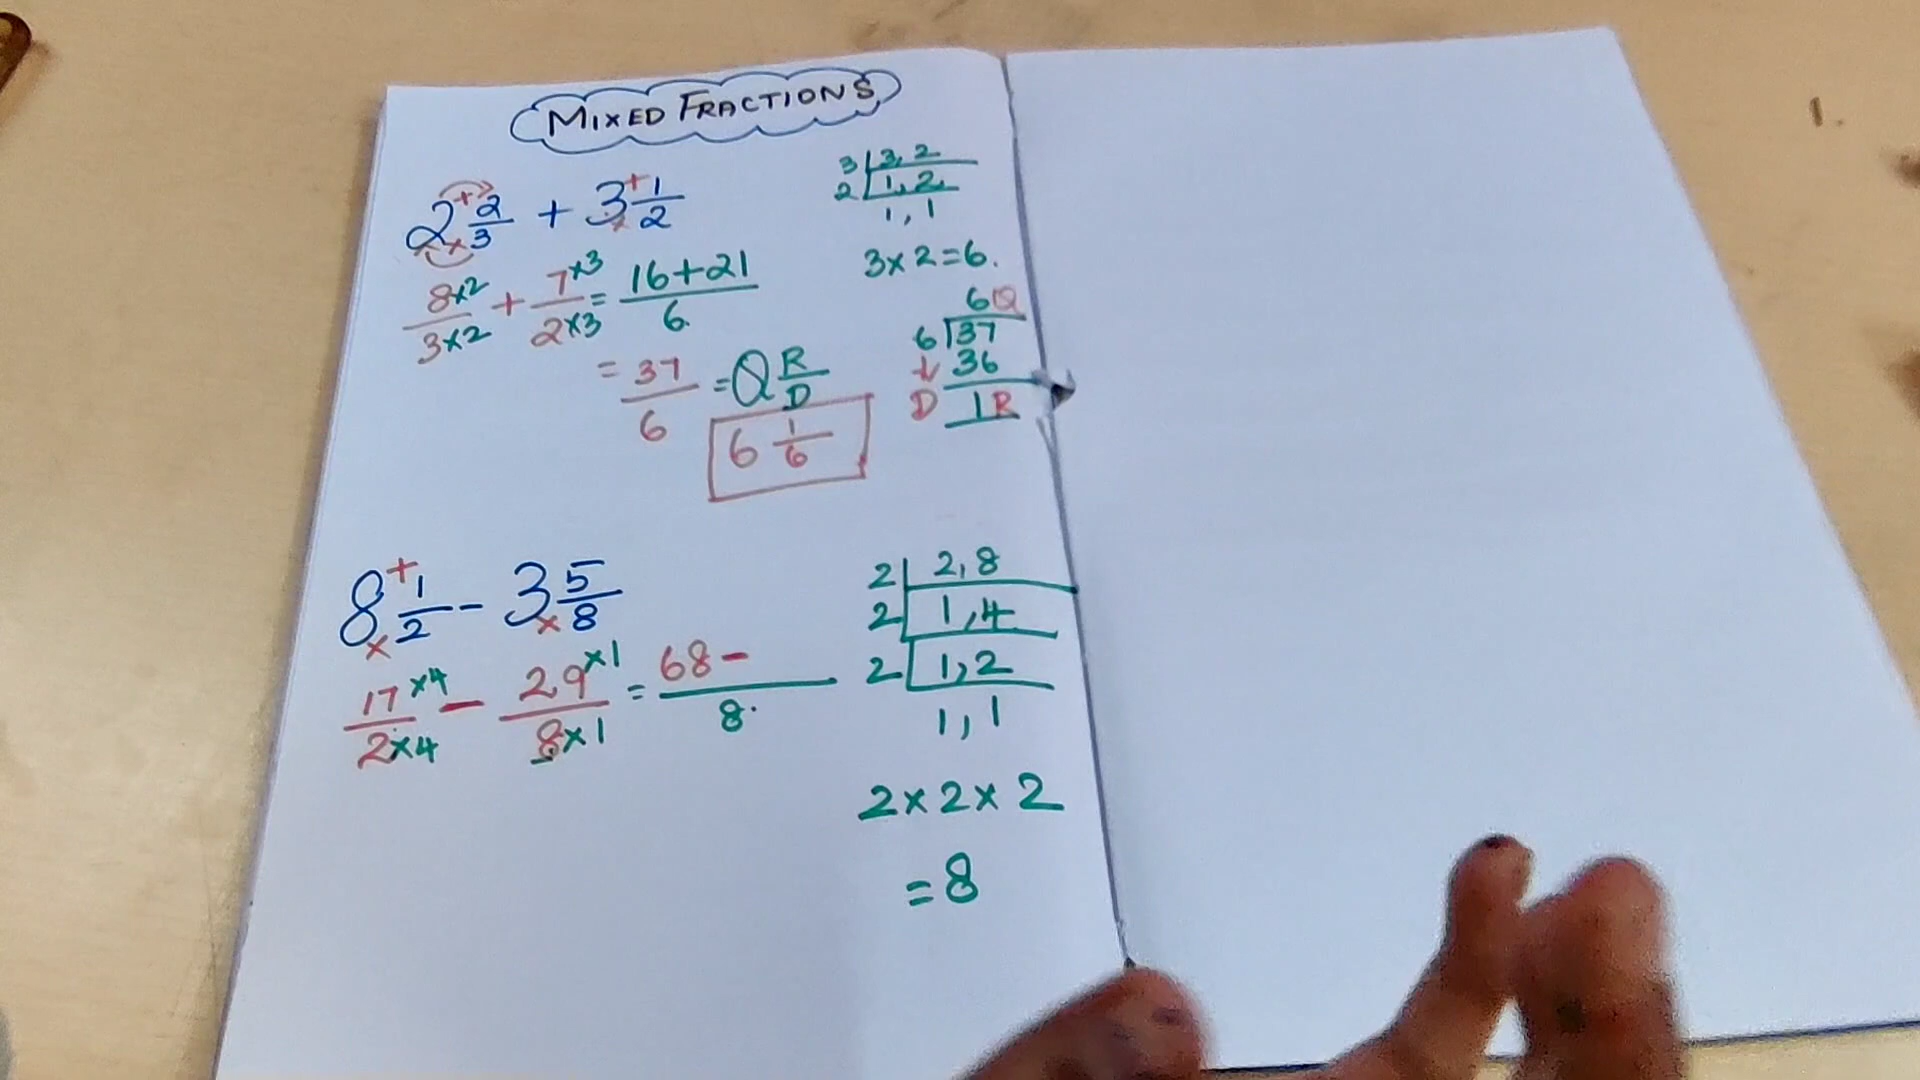 MIXED FRACTIONS
2 + 2/3 + 3 + 1/2
×   ×
8×2/3×2 + 7×3/2×3 = 16+21/6.
= 37/6 = Q R/D
6 1/6
3 | 3, 2
2 | 1, 2,
1, 1
3×2=6.
6 Q
6 37
↓ 36
D 1 R
8 + 1/2 - 3 5/8
×   ×
17×4/2×4 - 29×1/8×1 = 68 - /8.
2 | 2,8
2 | 1,4
2 | 1,2
1, 1
2×2×2
=8